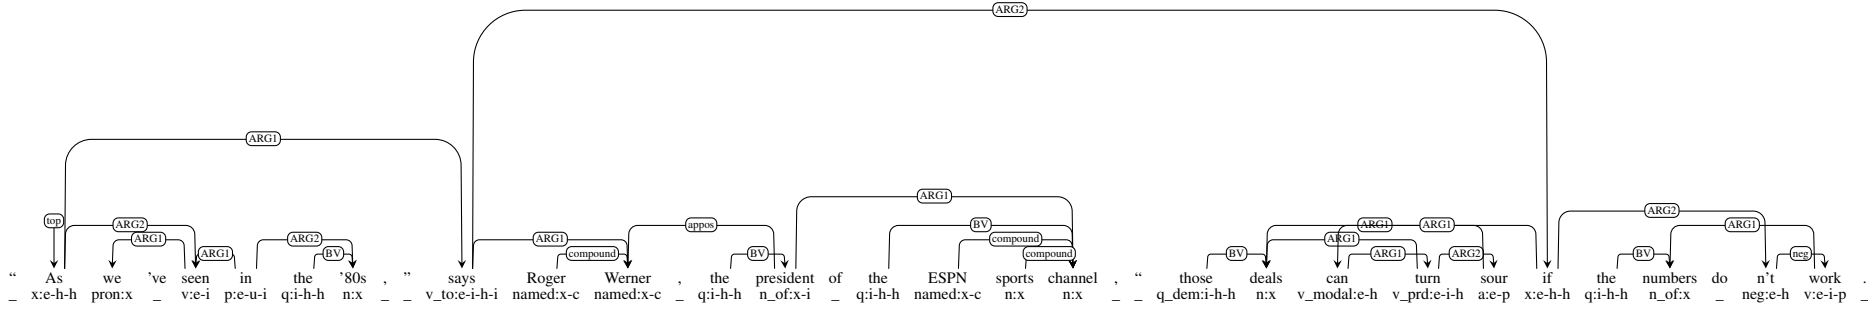 ARG2
ARG1
ARG1
top ARG2 appos BV ARG1 ARG1 ARG2
ARG1 ARG2 ARG1 compound ARG1 ARG1
ARG1 BV compound BV compound BV ARG1 ARG2 BV neg
“ As we 've seen in the '80s , ” says Roger Werner , the president of the ESPN sports channel , “ those deals can turn sour if the numbers do n't work .
_ x:e-h-h pron:x _ v:e-i p:e-u-i q:i-h-h n:x _ _ v_to:e-i-h-i named:x-c named:x-c _ q:i-h-h n_of:x-i _ q:i-h-h named:x-c n:x n:x _ _ q_dem:i-h-h n:x v_modal:e-h v_prd:e-i-h a:e-p x:e-h-h q:i-h-h n_of:x _ neg:e-h v:e-i-p _